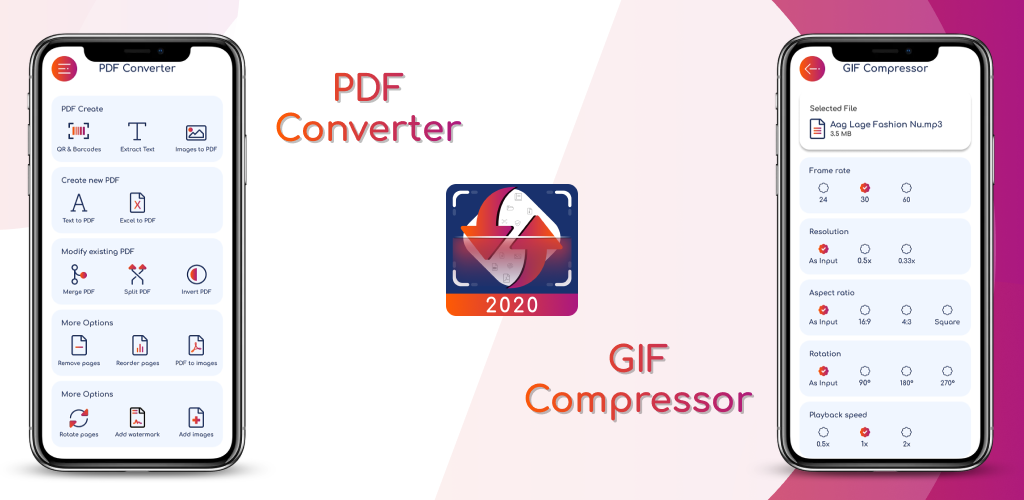 PDF Converter
PDF Create
QR & Barcodes
Extract Text
Images to PDF
Create new PDF
Text to PDF
Excel to PDF
Modify existing PDF
Merge PDF
Split PDF
Invert PDF
More Options
Remove pages
Reorder pages
PDF to images
More Options
Rotate pages
Add watermark
Add images
PDF
Converter
2020
GIF
Compressor
GIF Compressor
Selected File
Aag Lage Fashion Nu.mp3
3.5 MB
Frame rate
24
30
60
Resolution
As Input
0.5x
0.33x
Aspect ratio
As Input
16:9
4:3
Square
Rotation
As Input
90º
180º
270º
Playback speed
0.5x
1x
2x